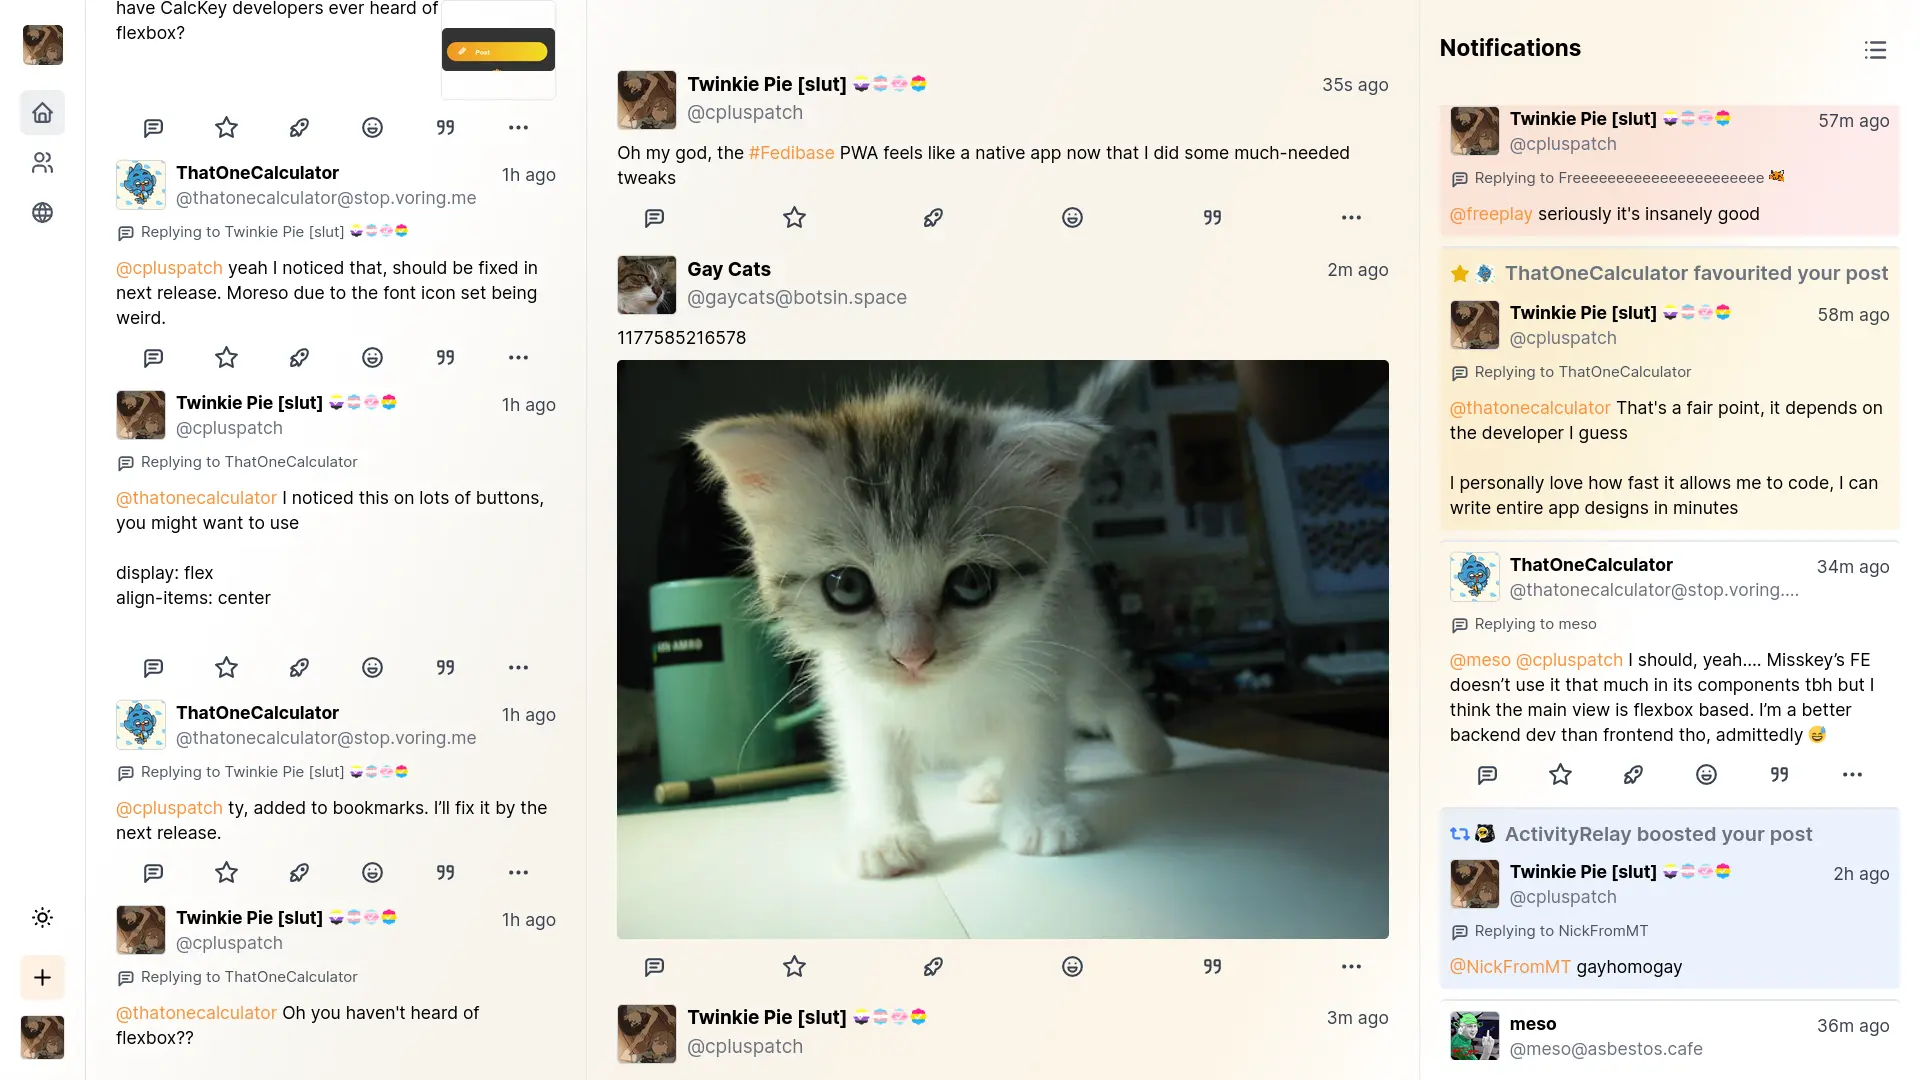 have CalcKey developers ever heard of
flexbox?
Post
ThatOneCalculator
1h ago
@thatonecalculator@stop.voring.me
Replying to Twinkie Pie [slut]
@cpluspatch yeah I noticed that, should be fixed in
next release. Moreso due to the font icon set being
weird.
Twinkie Pie [slut]
1h ago
@cpluspatch
Replying to ThatOneCalculator
@thatonecalculator I noticed this on lots of buttons,
you might want to use
display: flex
align-items: center
ThatOneCalculator
1h ago
@thatonecalculator@stop.voring.me
Replying to Twinkie Pie [slut]
@cpluspatch ty, added to bookmarks. I’ll fix it by the
next release.
Twinkie Pie [slut]
1h ago
@cpluspatch
Replying to ThatOneCalculator
@thatonecalculator Oh you haven't heard of
flexbox??
Twinkie Pie [slut]
35s ago
@cpluspatch
Oh my god, the #Fedibase PWA feels like a native app now that I did some much-needed
tweaks
Gay Cats
2m ago
@gaycats@botsin.space
1177585216578
Twinkie Pie [slut]
3m ago
@cpluspatch
Notifications
Twinkie Pie [slut]
57m ago
@cpluspatch
Replying to Freeeeeeeeeeeeeeeeeeeeee
@freeplay seriously it's insanely good
ThatOneCalculator favourited your post
Twinkie Pie [slut]
58m ago
@cpluspatch
Replying to ThatOneCalculator
@thatonecalculator That's a fair point, it depends on
the developer I guess
I personally love how fast it allows me to code, I can
write entire app designs in minutes
ThatOneCalculator
34m ago
@thatonecalculator@stop.voring....
Replying to meso
@meso @cpluspatch I should, yeah.... Misskey’s FE
doesn’t use it that much in its components tbh but I
think the main view is flexbox based. I’m a better
backend dev than frontend tho, admittedly
ActivityRelay boosted your post
Twinkie Pie [slut]
2h ago
@cpluspatch
Replying to NickFromMT
@NickFromMT gayhomogay
meso
36m ago
@meso@asbestos.cafe